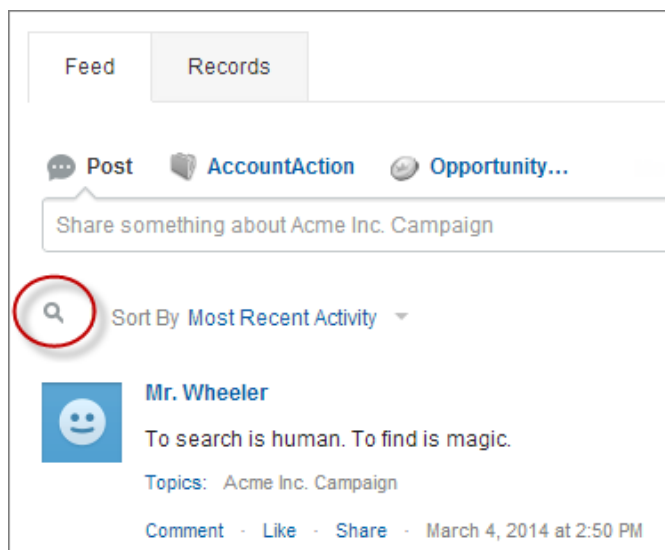 Feed Records
Post AccountAction Opportunity...
Share something about Acme Inc. Campaign
Sort By Most Recent Activity
Mr. Wheeler
To search is human. To find is magic.
Topics: Acme Inc. Campaign
Comment · Like · Share · March 4, 2014 at 2:50 PM